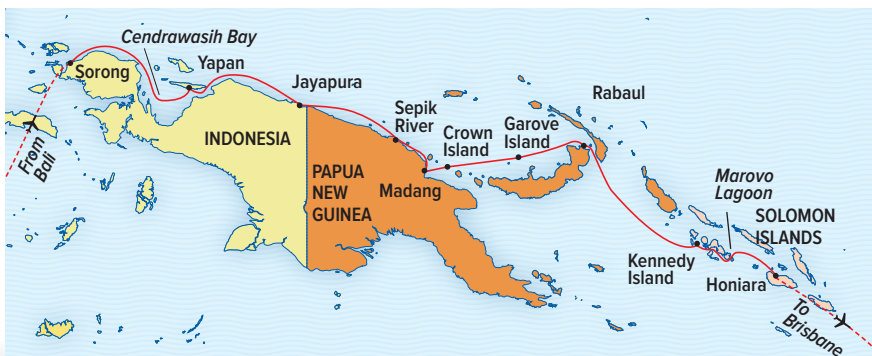 Cendrawasih Bay
Sorong
Yapan
Jayapura
From
Bali
INDONESIA
PAPUA
NEW
GUINEA
Sepik
River
Madang
Crown
Island
Garove
Island
Rabaul
Marovo
Lagoon
SOLOMON
ISLANDS
Kennedy
Island
Honiara
To
Brisbane